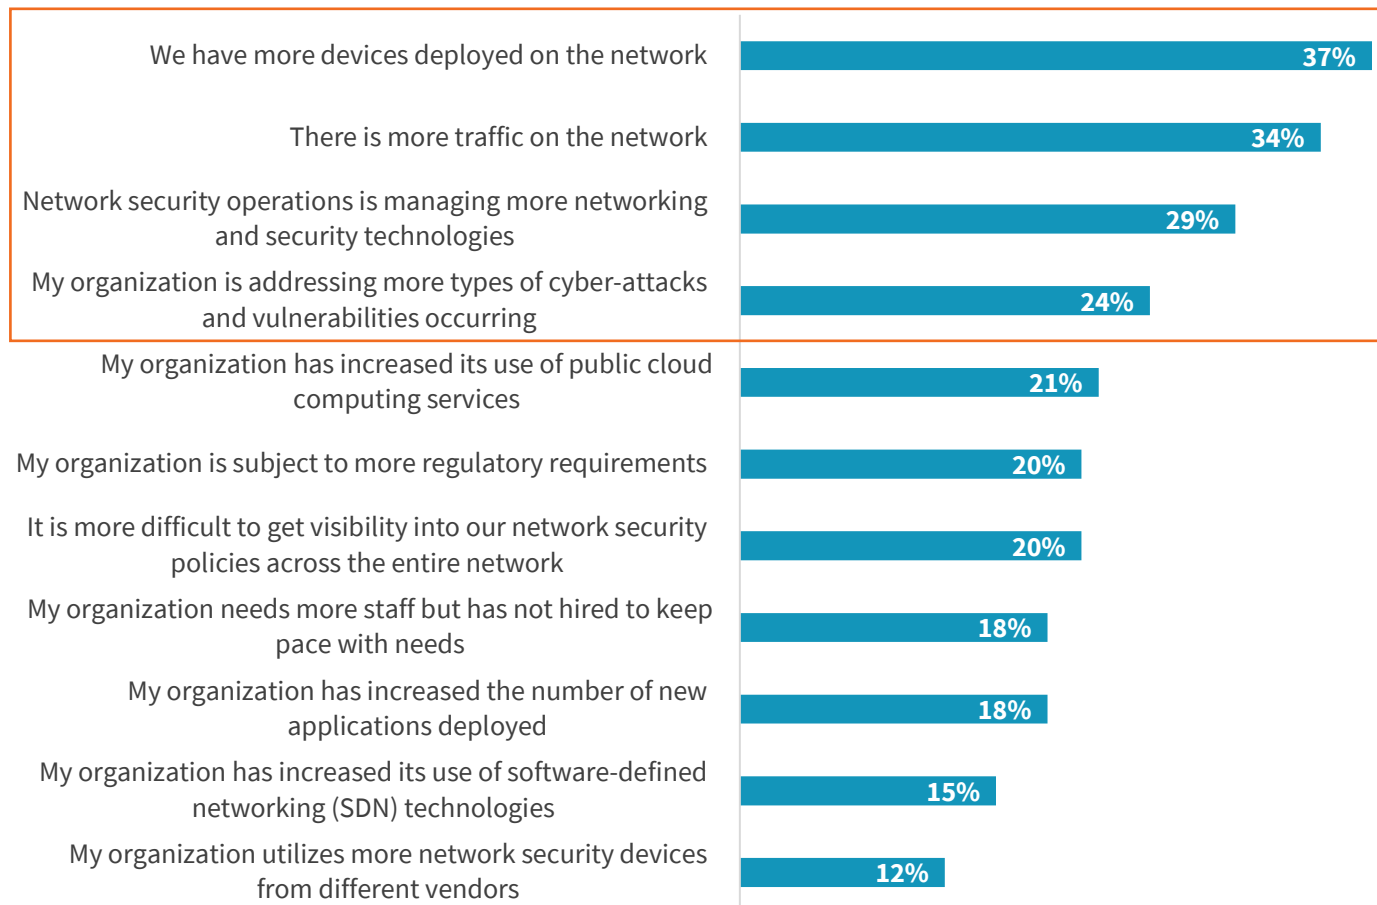 We have more devices deployed on the network
37%
There is more traffic on the network
34%
Network security operations is managing more networking
and security technologies
29%
My organization is addressing more types of cyber-attacks
and vulnerabilities occurring
24%
My organization has increased its use of public cloud
computing services
21%
My organization is subject to more regulatory requirements
20%
It is more difficult to get visibility into our network security
policies across the entire network
20%
My organization needs more staff but has not hired to keep
pace with needs
18%
My organization has increased the number of new
applications deployed
18%
My organization has increased its use of software-defined
networking (SDN) technologies
15%
My organization utilizes more network security devices
from different vendors
12%